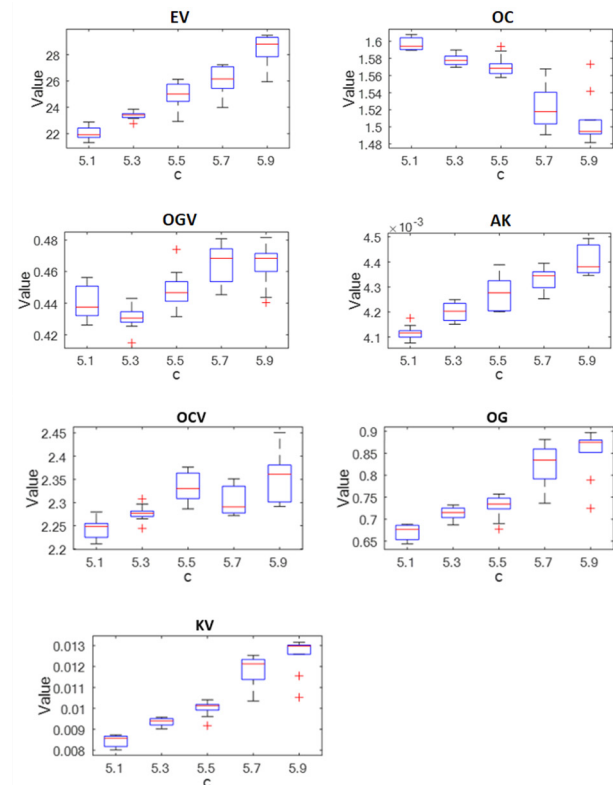 EV
28
26
24
22
Value
5.1 5.3 5.5 5.7 5.9
c
OC
1.6
1.58
1.56
1.54
1.52
1.5
1.48
Value
5.1 5.3 5.5 5.7 5.9
c
OGV
0.48
0.46
0.44
0.42
Value
5.1 5.3 5.5 5.7 5.9
c
AK
×10⁻³
4.5
4.4
4.3
4.2
4.1
Value
5.1 5.3 5.5 5.7 5.9
c
OCV
2.45
2.4
2.35
2.3
2.25
2.2
Value
5.1 5.3 5.5 5.7 5.9
c
OG
0.9
0.85
0.8
0.75
0.7
0.65
Value
5.1 5.3 5.5 5.7 5.9
c
KV
0.013
0.012
0.011
0.01
0.009
0.008
Value
5.1 5.3 5.5 5.7 5.9
c